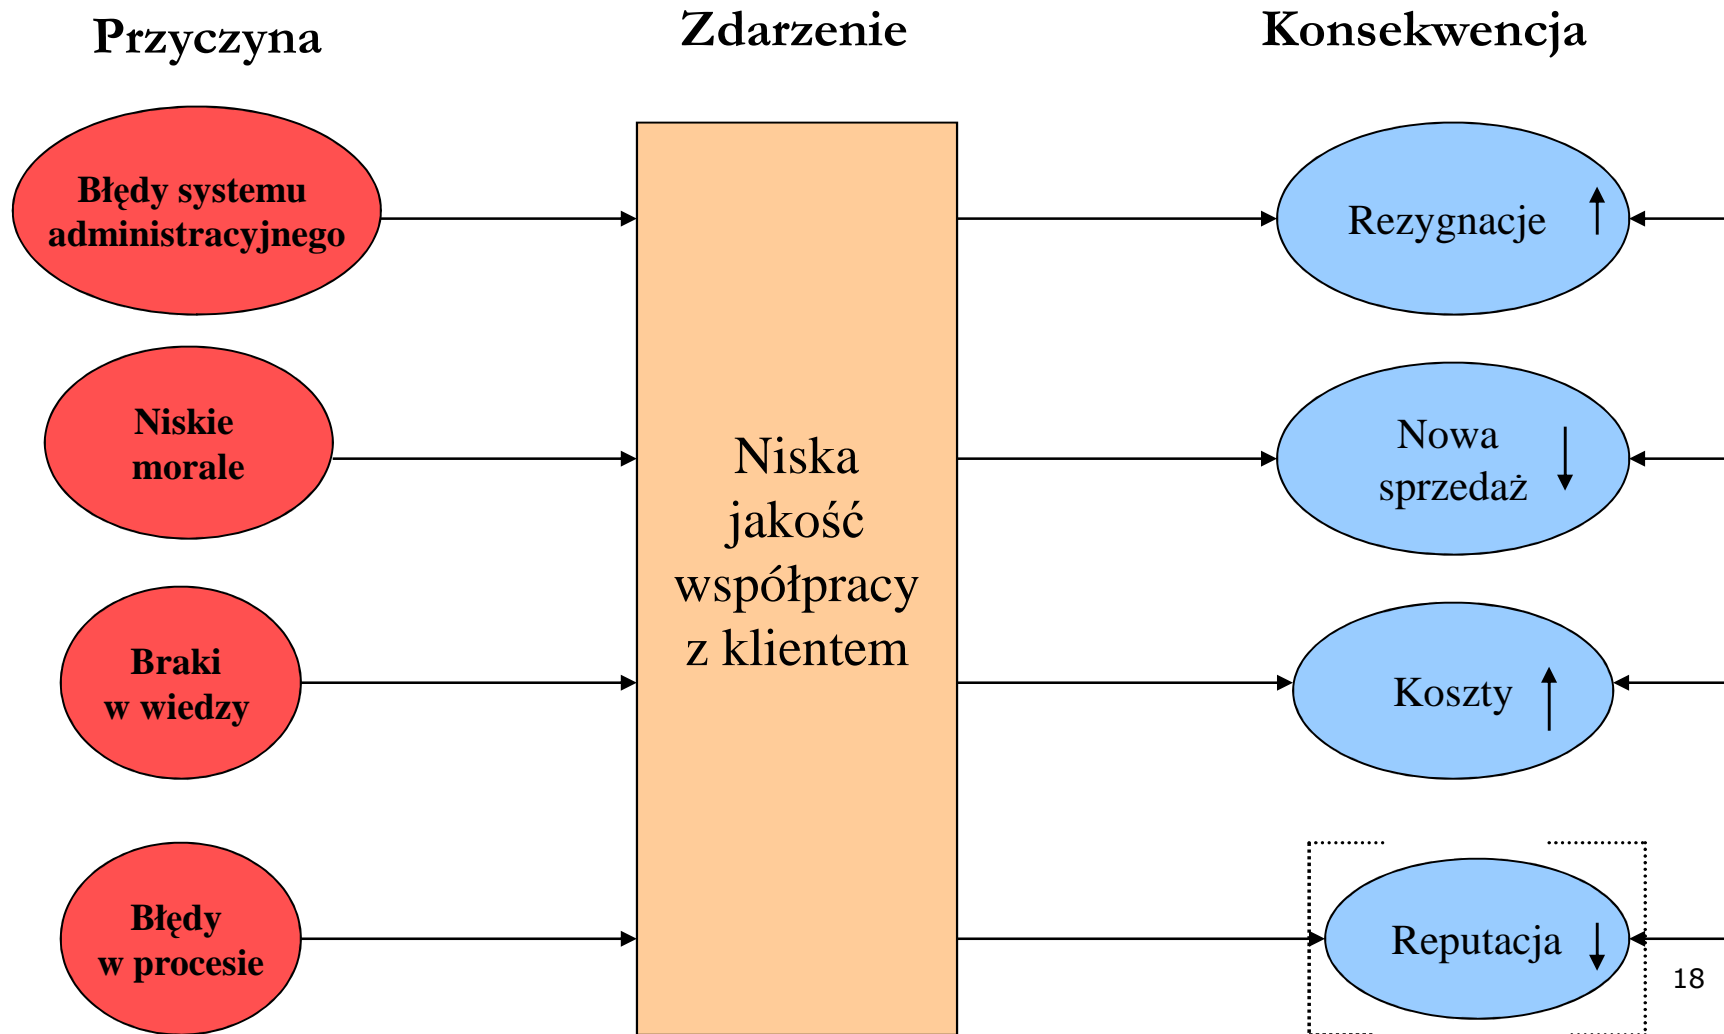 Przyczyna
Zdarzenie
Konsekwencja
Błędy systemu
administracyjnego
Niskie
morale
Braki
w wiedzy
Błędy
w procesie
Niska
jakość
współpracy
z klientem
Rezygnacje
Nowa
sprzedaż
Koszty
Reputacja
18